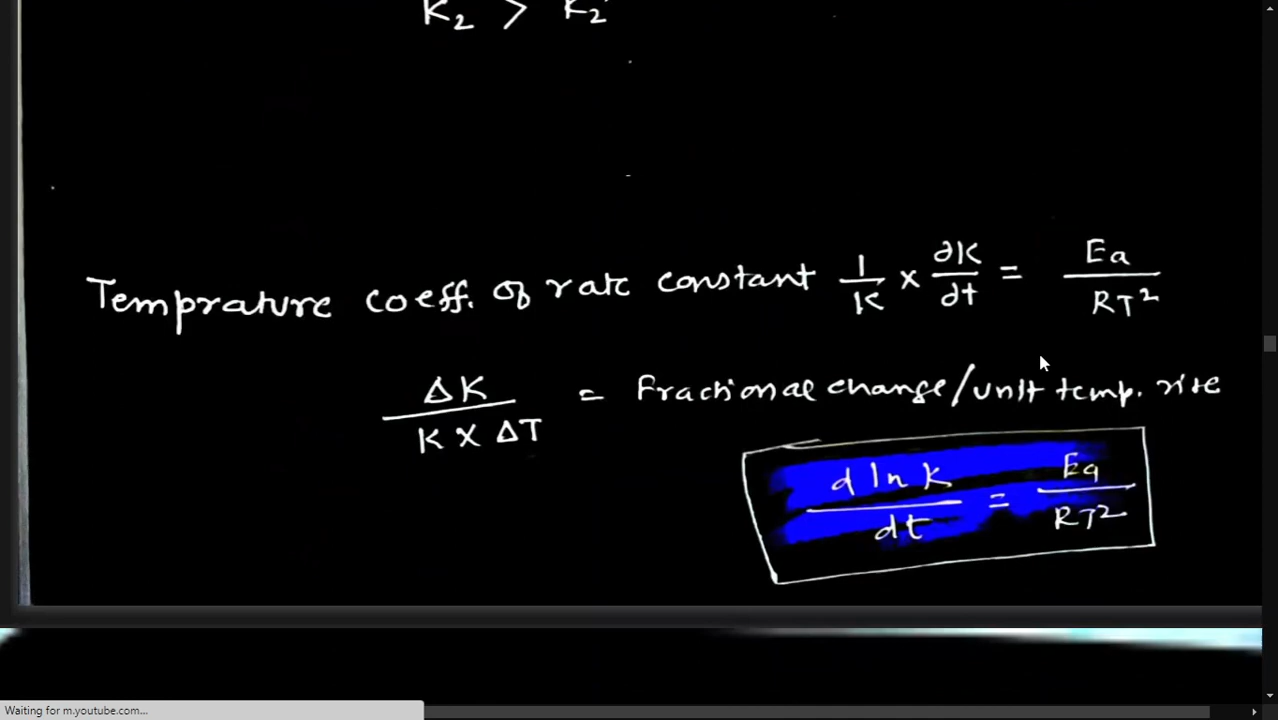 K₂ > K₂'
Temprature coeff. of rate constant 1/K × ∂K/∂t = Ea/RT²
ΔK/K × ΔT = Fractional change/unit temp. rise
d ln K/dt = Ea/RT²
Waiting for m.youtube.com...